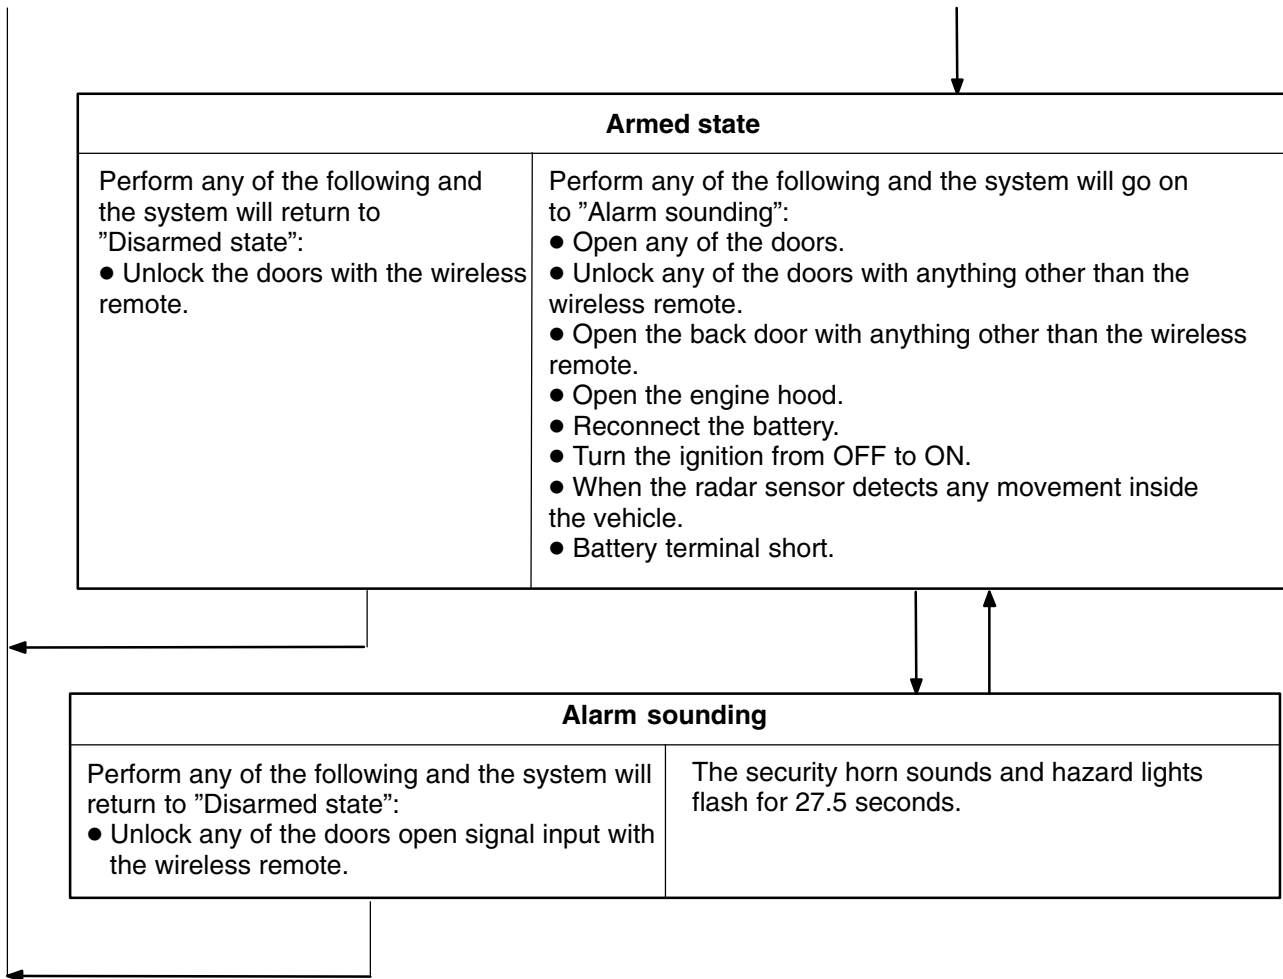 Armed state
Perform any of the following and
the system will return to
”Disarmed state”:
● Unlock the doors with the wireless
remote.
Perform any of the following and the system will go on
to ”Alarm sounding”:
● Open any of the doors.
● Unlock any of the doors with anything other than the
wireless remote.
● Open the back door with anything other than the wireless
remote.
● Open the engine hood.
● Reconnect the battery.
● Turn the ignition from OFF to ON.
● When the radar sensor detects any movement inside
the vehicle.
● Battery terminal short.
Alarm sounding
Perform any of the following and the system will
return to ”Disarmed state”:
● Unlock any of the doors open signal input with
the wireless remote.
The security horn sounds and hazard lights
flash for 27.5 seconds.